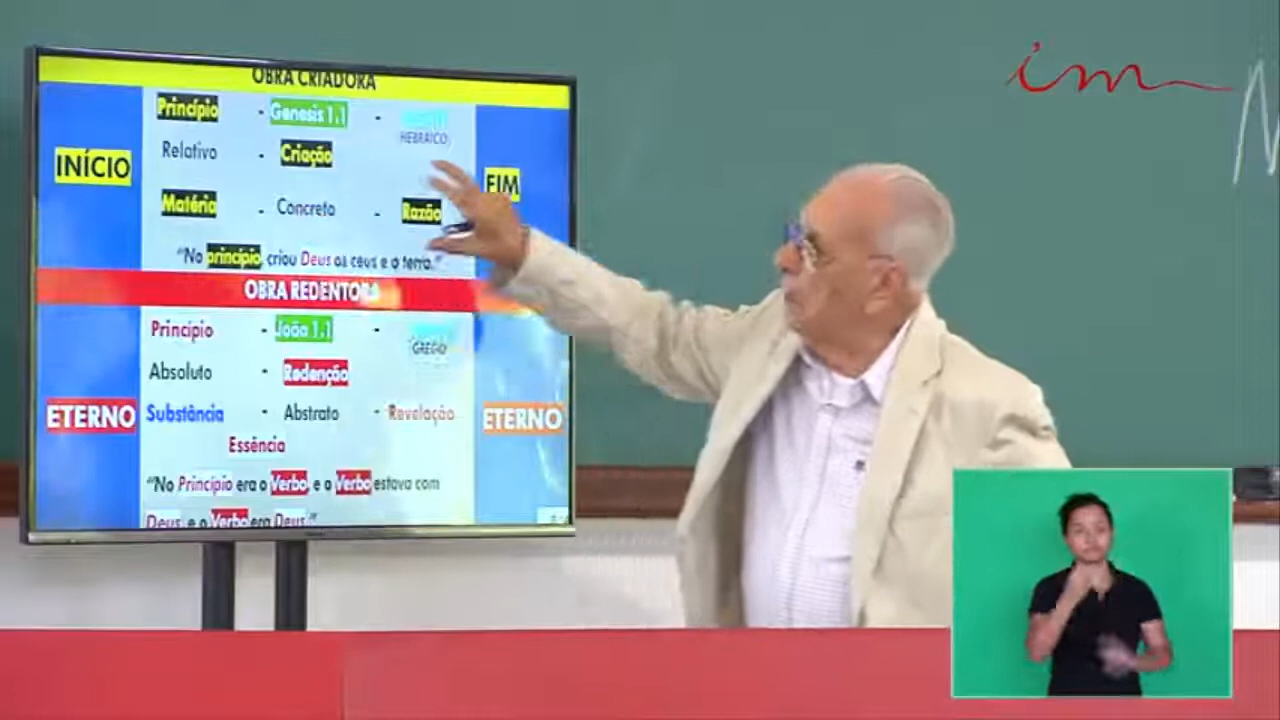 OBRA CRIADORA
Princípio - Genesis 1.1 -
HEBRAICO
Relativo - Criação
INÍCIO
FIM
Matéria - Concreto - Razão
"No princípio, criou Deus os céus e a terra."
OBRA REDENTORA
Princípio - João 1.1 -
GREGO
Absoluto - Redenção
ETERNO
Substância - Abstrato - Revelação
ETERNO
Essência
"No Princípio era o Verbo, e o Verbo estava com
Deus, e o Verbo era Deus."
im